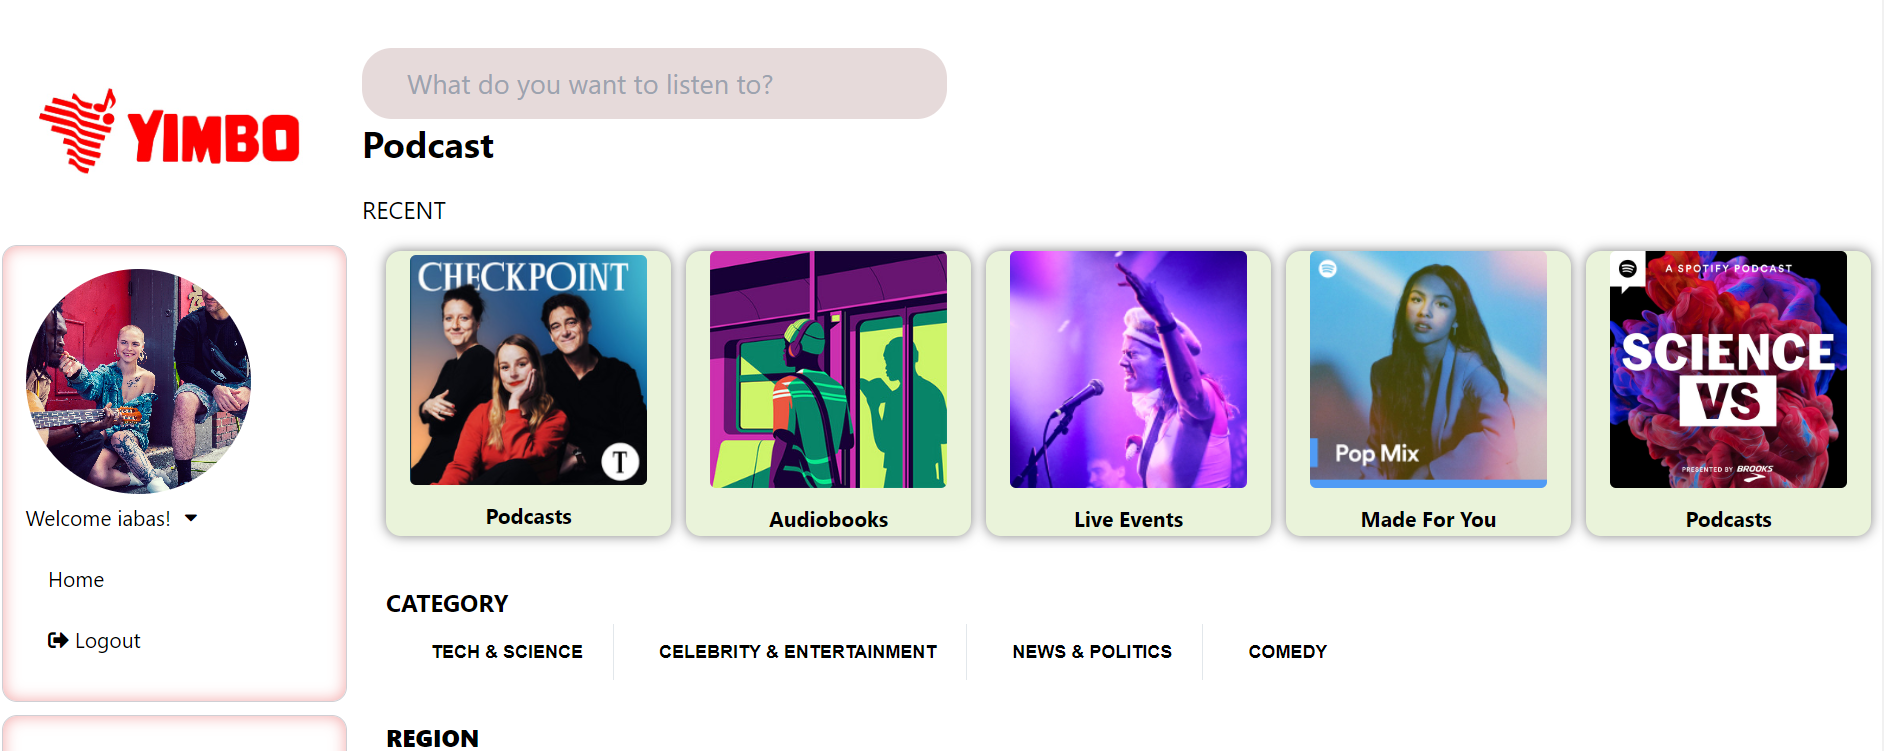 YIMBO
What do you want to listen to?
Podcast
RECENT
Welcome iabas!
Home
Logout
CHECKPOINT
T
Podcasts
Audiobooks
Live Events
Pop Mix
Made For You
A SPOTIFY PODCAST
SCIENCE
VS
PRESENTED BY BROOKS
Podcasts
CATEGORY
TECH & SCIENCE
CELEBRITY & ENTERTAINMENT
NEWS & POLITICS
COMEDY
REGION